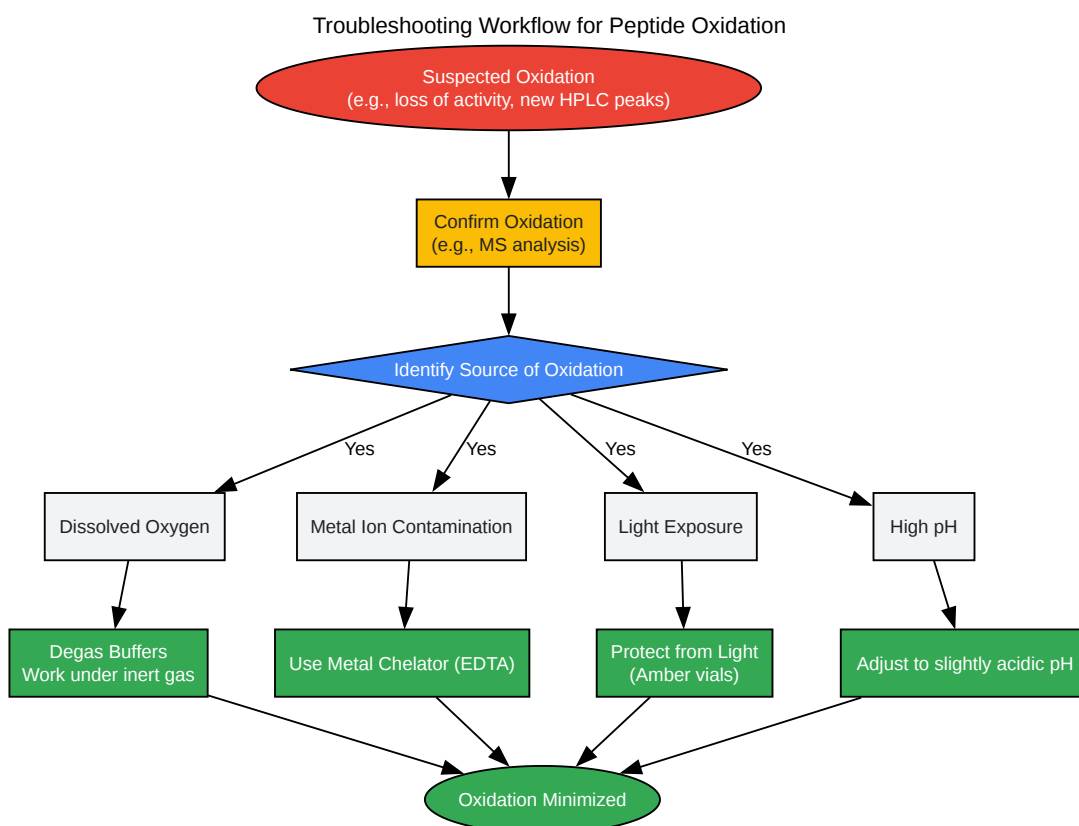 Troubleshooting Workflow for Peptide Oxidation
Suspected Oxidation
(e.g., loss of activity, new HPLC peaks)
Confirm Oxidation
(e.g., MS analysis)
Identify Source of Oxidation
Yes
Yes
Yes
Yes
Dissolved Oxygen
Metal Ion Contamination
Light Exposure
High pH
Degas Buffers
Work under inert gas
Use Metal Chelator (EDTA)
Protect from Light
(Amber vials)
Adjust to slightly acidic pH
Oxidation Minimized